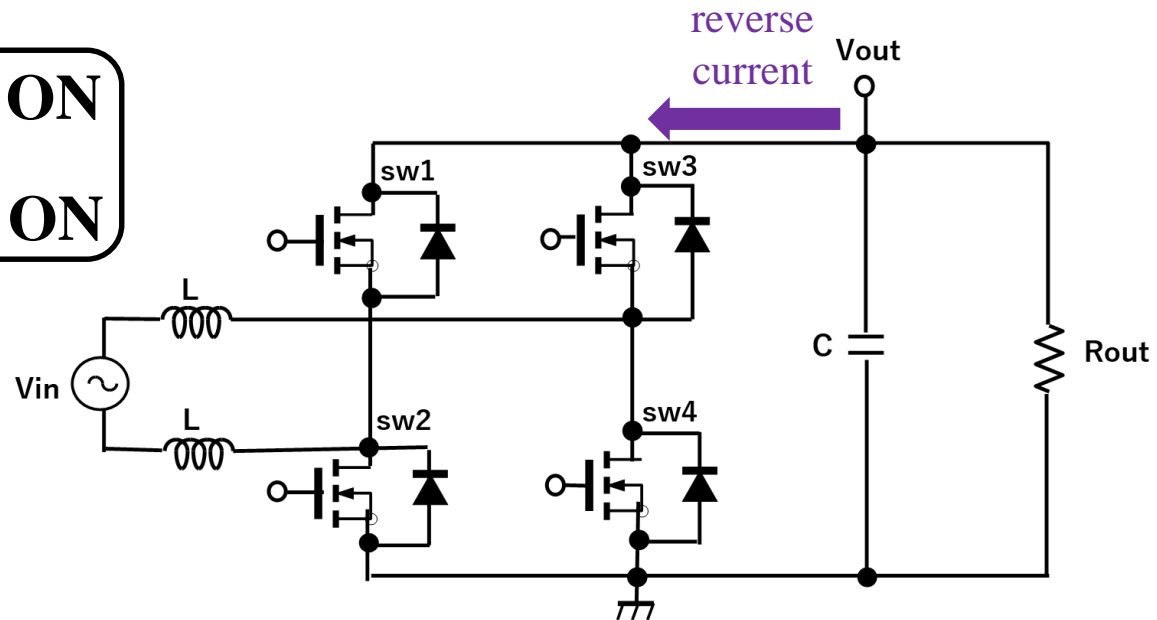 reverse
current
Vout
ON
ON
sw1
sw3
L
Vin
L
C
Rout
sw2
sw4